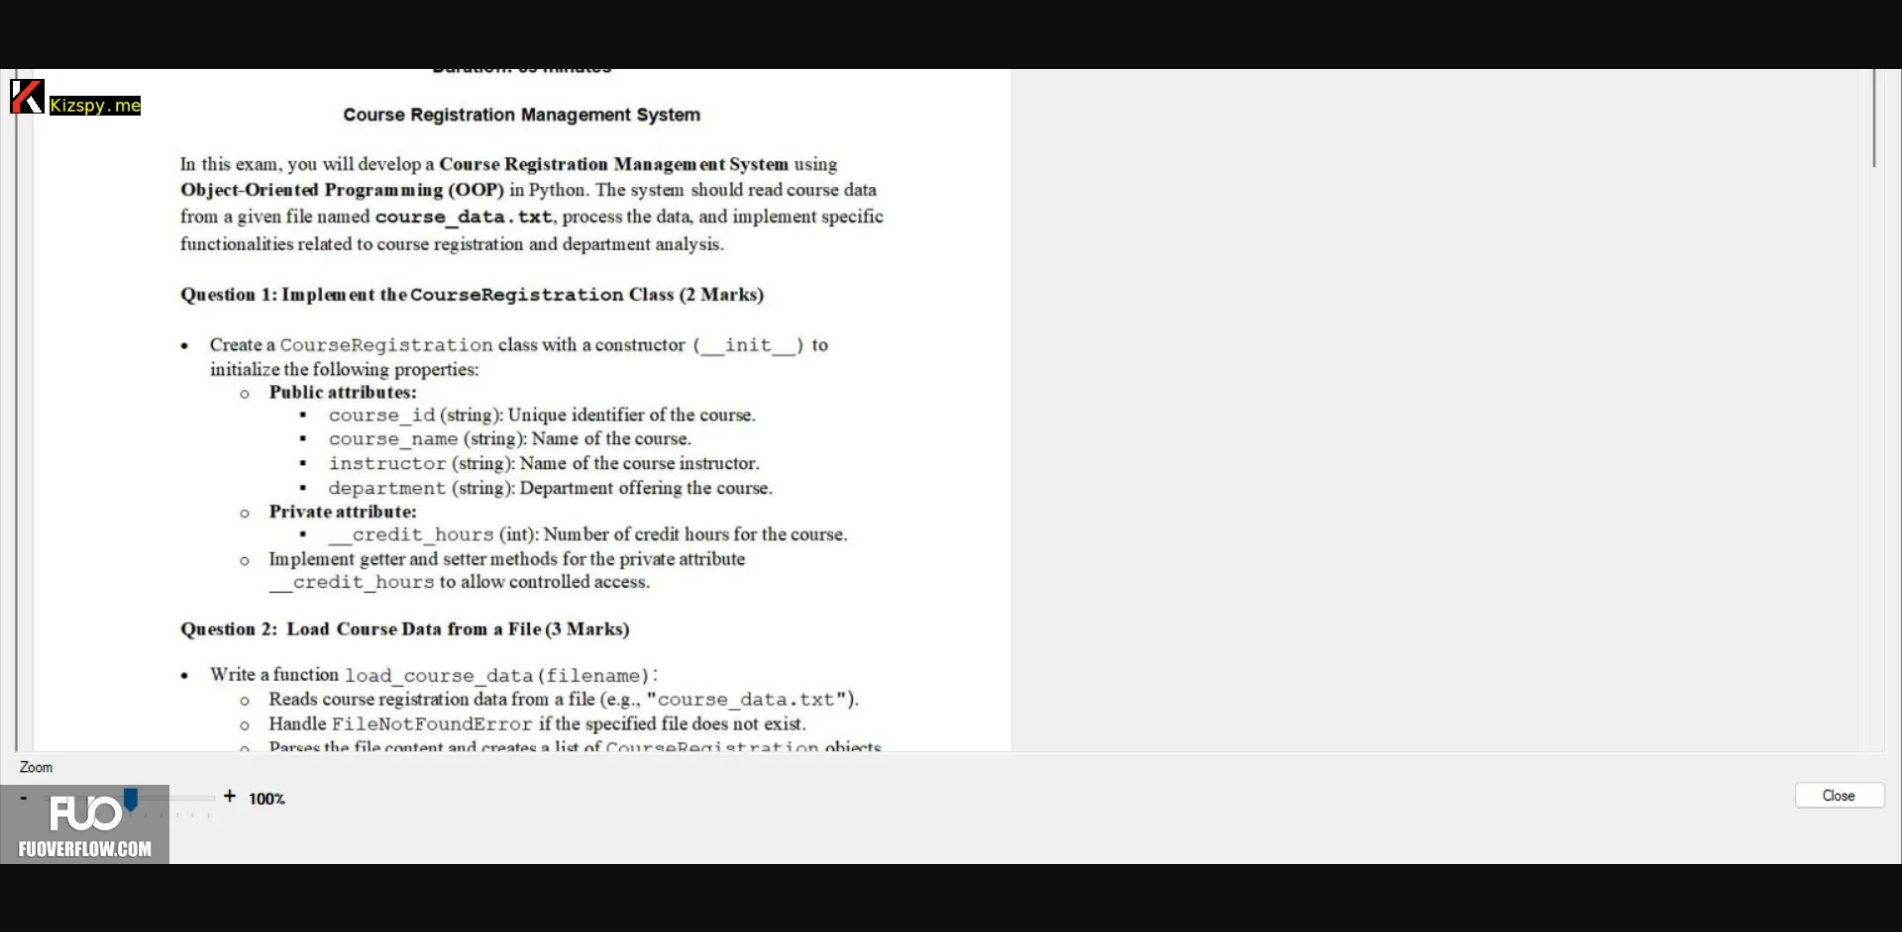 Duration: 85 minutes
Kizspy.me
Course Registration Management System
In this exam, you will develop a Course Registration Management System using
Object-Oriented Programming (OOP) in Python. The system should read course data
from a given file named course_data.txt, process the data, and implement specific
functionalities related to course registration and department analysis.
Question 1: Implement the CourseRegistration Class (2 Marks)
• Create a CourseRegistration class with a constructor (__init__) to
initialize the following properties:
o Public attributes:
▪ course_id (string): Unique identifier of the course.
▪ course_name (string): Name of the course.
▪ instructor (string): Name of the course instructor.
▪ department (string): Department offering the course.
o Private attribute:
▪ __credit_hours (int): Number of credit hours for the course.
o Implement getter and setter methods for the private attribute
__credit_hours to allow controlled access.
Question 2: Load Course Data from a File (3 Marks)
• Write a function load_course_data(filename):
o Reads course registration data from a file (e.g., "course_data.txt").
o Handle FileNotFoundError if the specified file does not exist.
o Parses the file content and creates a list of CourseRegistration objects
Zoom
- + 100%
Close
FUO
FUOVERFLOW.COM